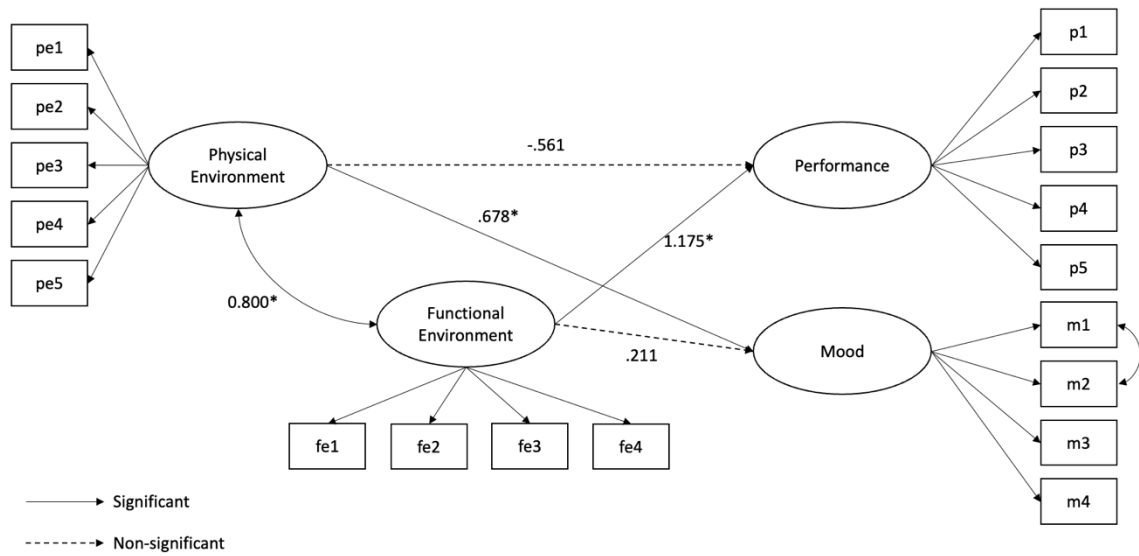 pe1
pe2
pe3
pe4
pe5
Physical
Environment
-.561
.678*
1.175*
0.800*
Functional
Environment
.211
fe1
fe2
fe3
fe4
Performance
Mood
p1
p2
p3
p4
p5
m1
m2
m3
m4
Significant
Non-significant